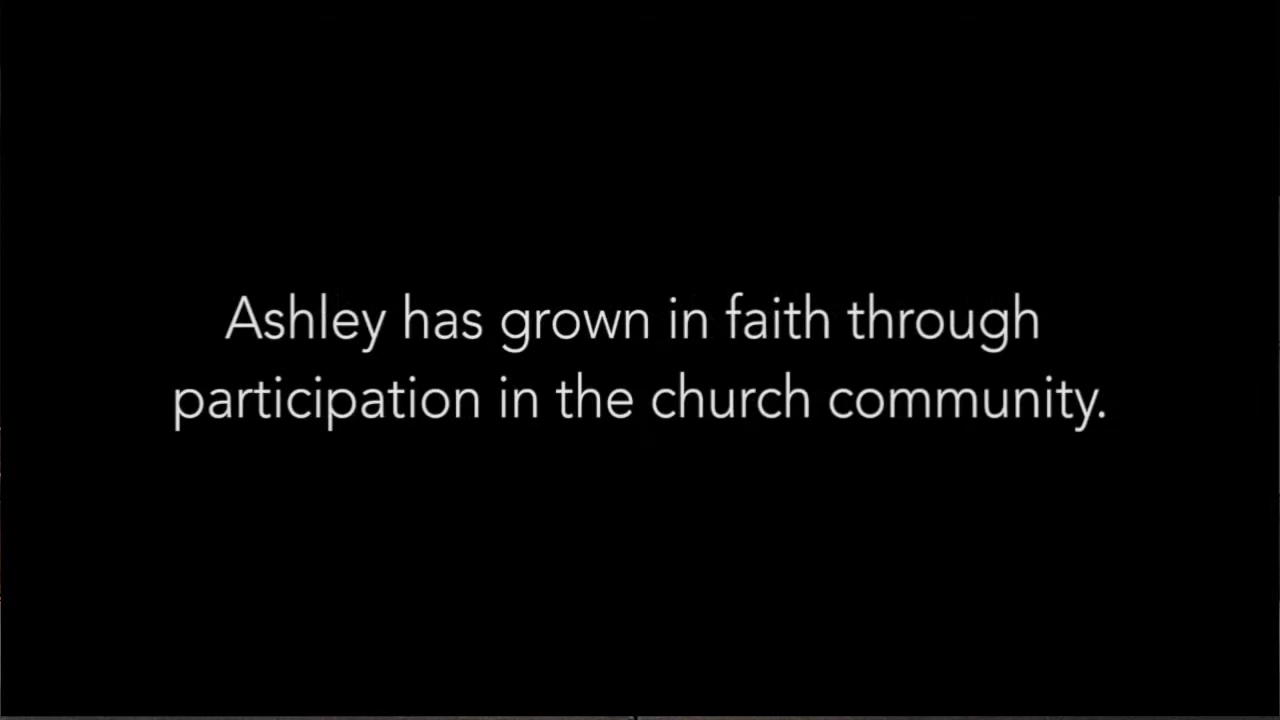 Ashley has grown in faith through
participation in the church community.